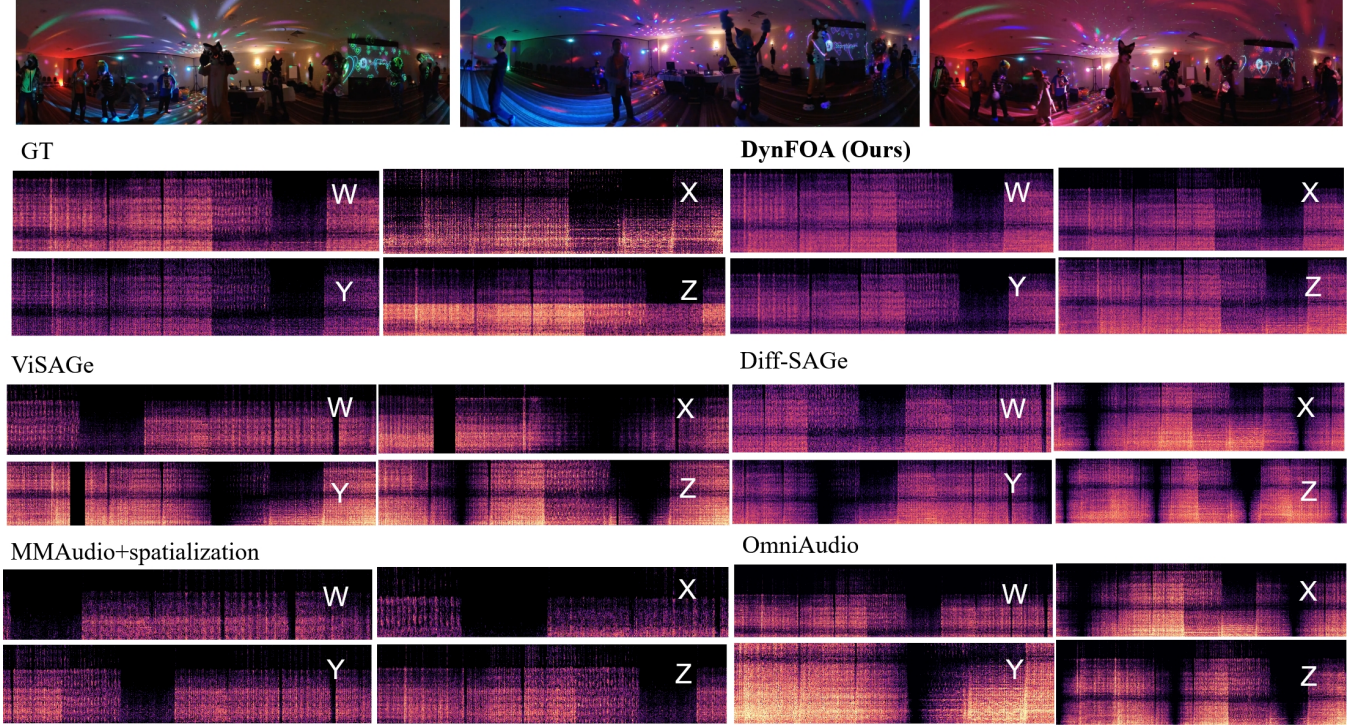 GT
DynFOA (Ours)
W
X
W
X
Y
Z
Y
Z
ViSAGe
Diff-SAGe
W
X
W
X
Y
Z
Y
Z
MMAudio+spatialization
OmniAudio
W
X
W
X
Y
Z
Y
Z